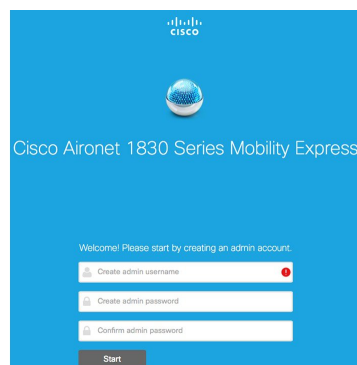 CISCO
Cisco Aironet 1830 Series Mobility Express
Welcome! Please start by creating an admin account.
Create admin username
Create admin password
Confirm admin password
Start